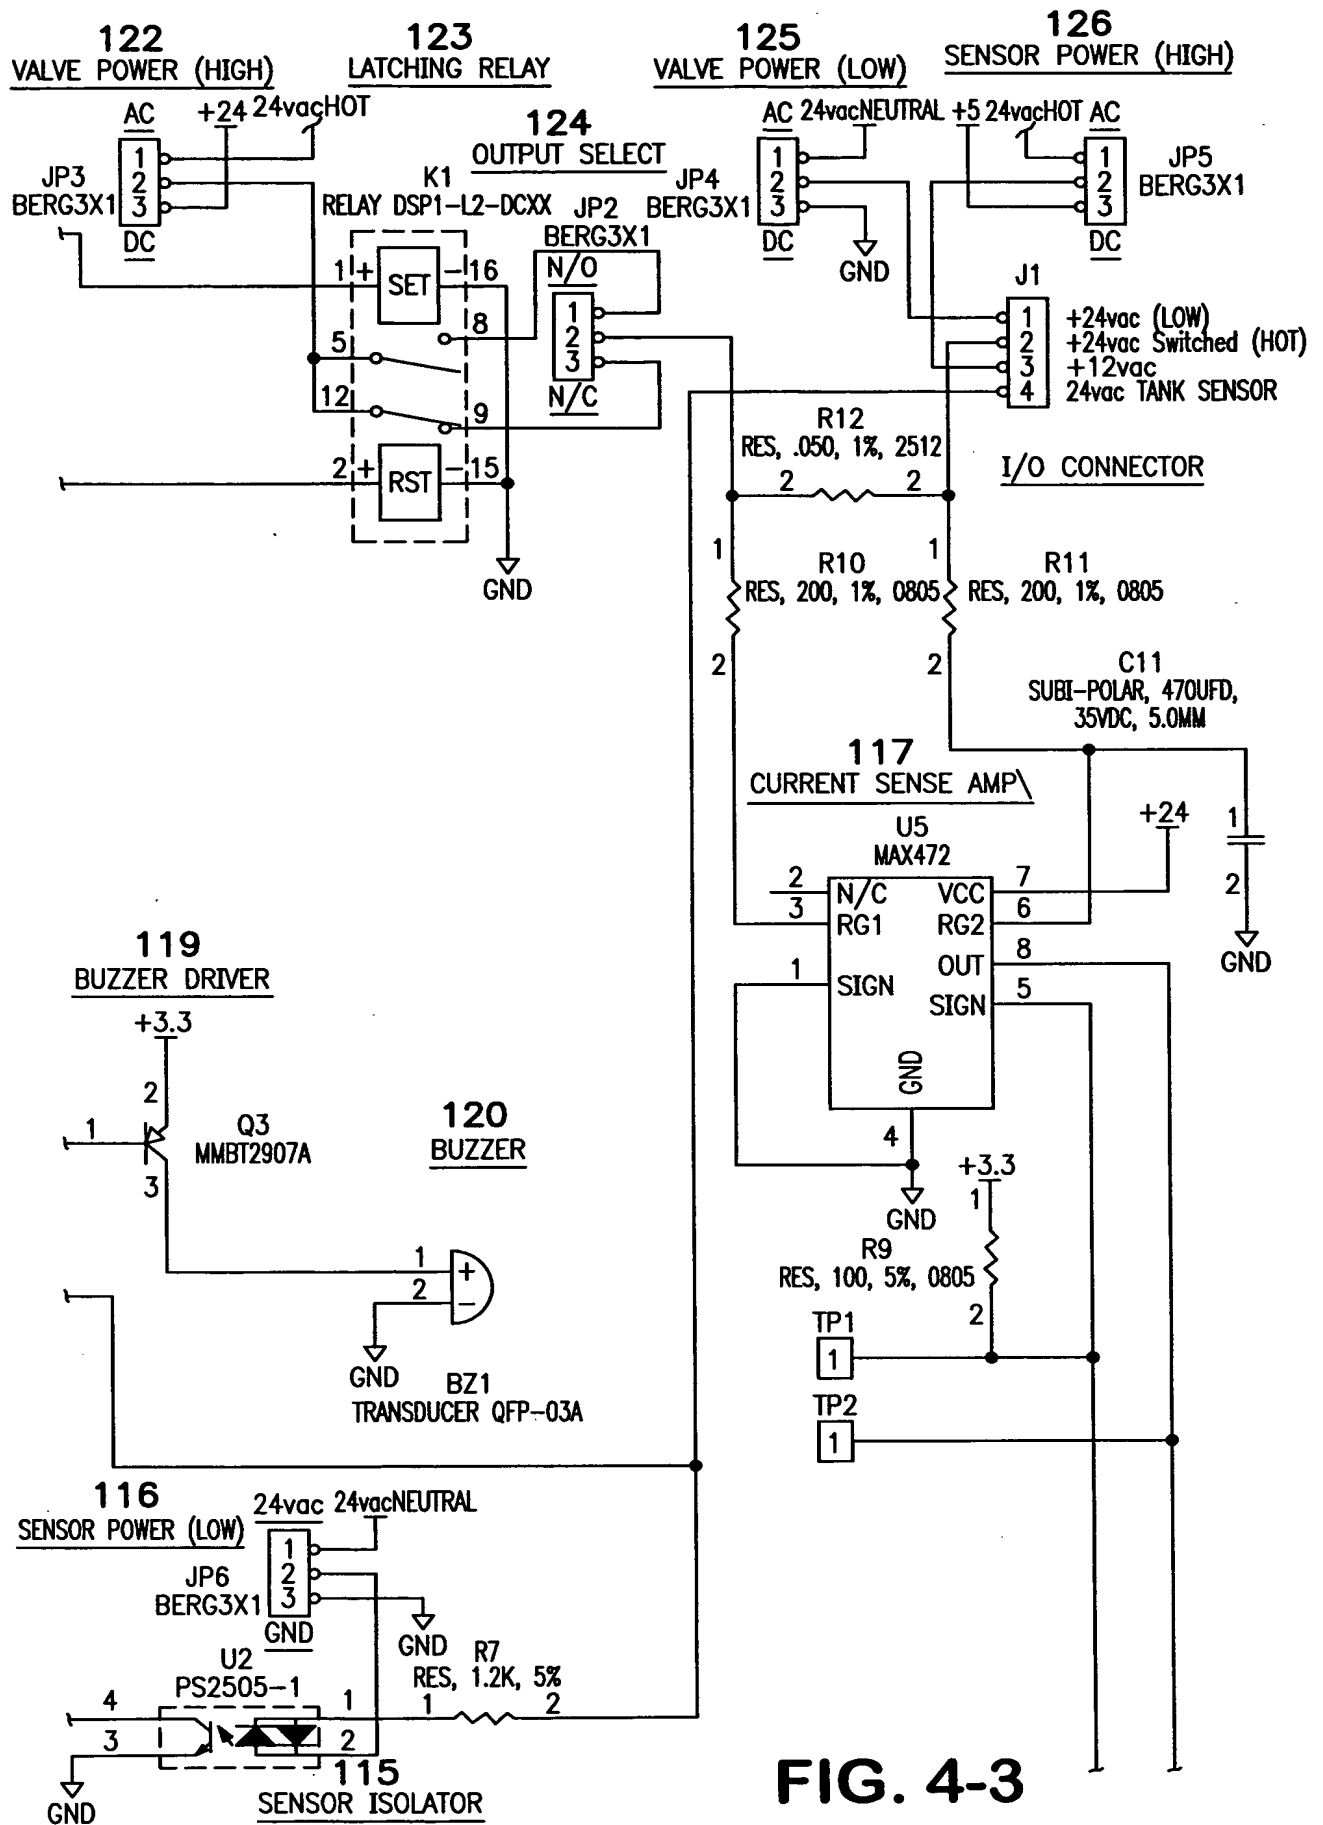 122
VALVE POWER (HIGH)
AC
+24
24vacHOT
1
2
3
JP3
BERG3X1
DC
123
LATCHING RELAY
124
OUTPUT SELECT
K1
RELAY DSP1-L2-DCXX
JP2
BERG3X1
N/O
1
2
3
N/C
1
+
SET
-
16
8
5
12
9
2
+
RST
-
15
GND
125
VALVE POWER (LOW)
AC
24vacNEUTRAL
JP4
BERG3X1
1
2
3
DC
GND
126
SENSOR POWER (HIGH)
+5
24vacHOT
AC
1
2
3
JP5
BERG3X1
DC
J1
1
+24vac (LOW)
2
+24vac Switched (HOT)
3
+12vac
4
24vac TANK SENSOR
I/O CONNECTOR
R12
RES, .050, 1%, 2512
2
2
1
R10
RES, 200, 1%, 0805
2
1
R11
RES, 200, 1%, 0805
2
C11
SUBI-POLAR, 470UFD,
35VDC, 5.0MM
1
2
GND
117
CURRENT SENSE AMP\
U5
MAX472
+24
2
N/C
VCC
7
3
RG1
RG2
6
OUT
8
1
SIGN
SIGN
5
GND
4
GND
+3.3
1
R9
RES, 100, 5%, 0805
2
TP1
1
TP2
1
119
BUZZER DRIVER
+3.3
2
1
Q3
MMBT2907A
3
120
BUZZER
1
+
2
-
GND
BZ1
TRANSDUCER QFP-03A
116
SENSOR POWER (LOW)
24vac
24vacNEUTRAL
JP6
BERG3X1
1
2
3
GND
GND
U2
PS2505-1
R7
RES, 1.2K, 5%
4
1
1
2
3
2
GND
115
SENSOR ISOLATOR
FIG. 4-3